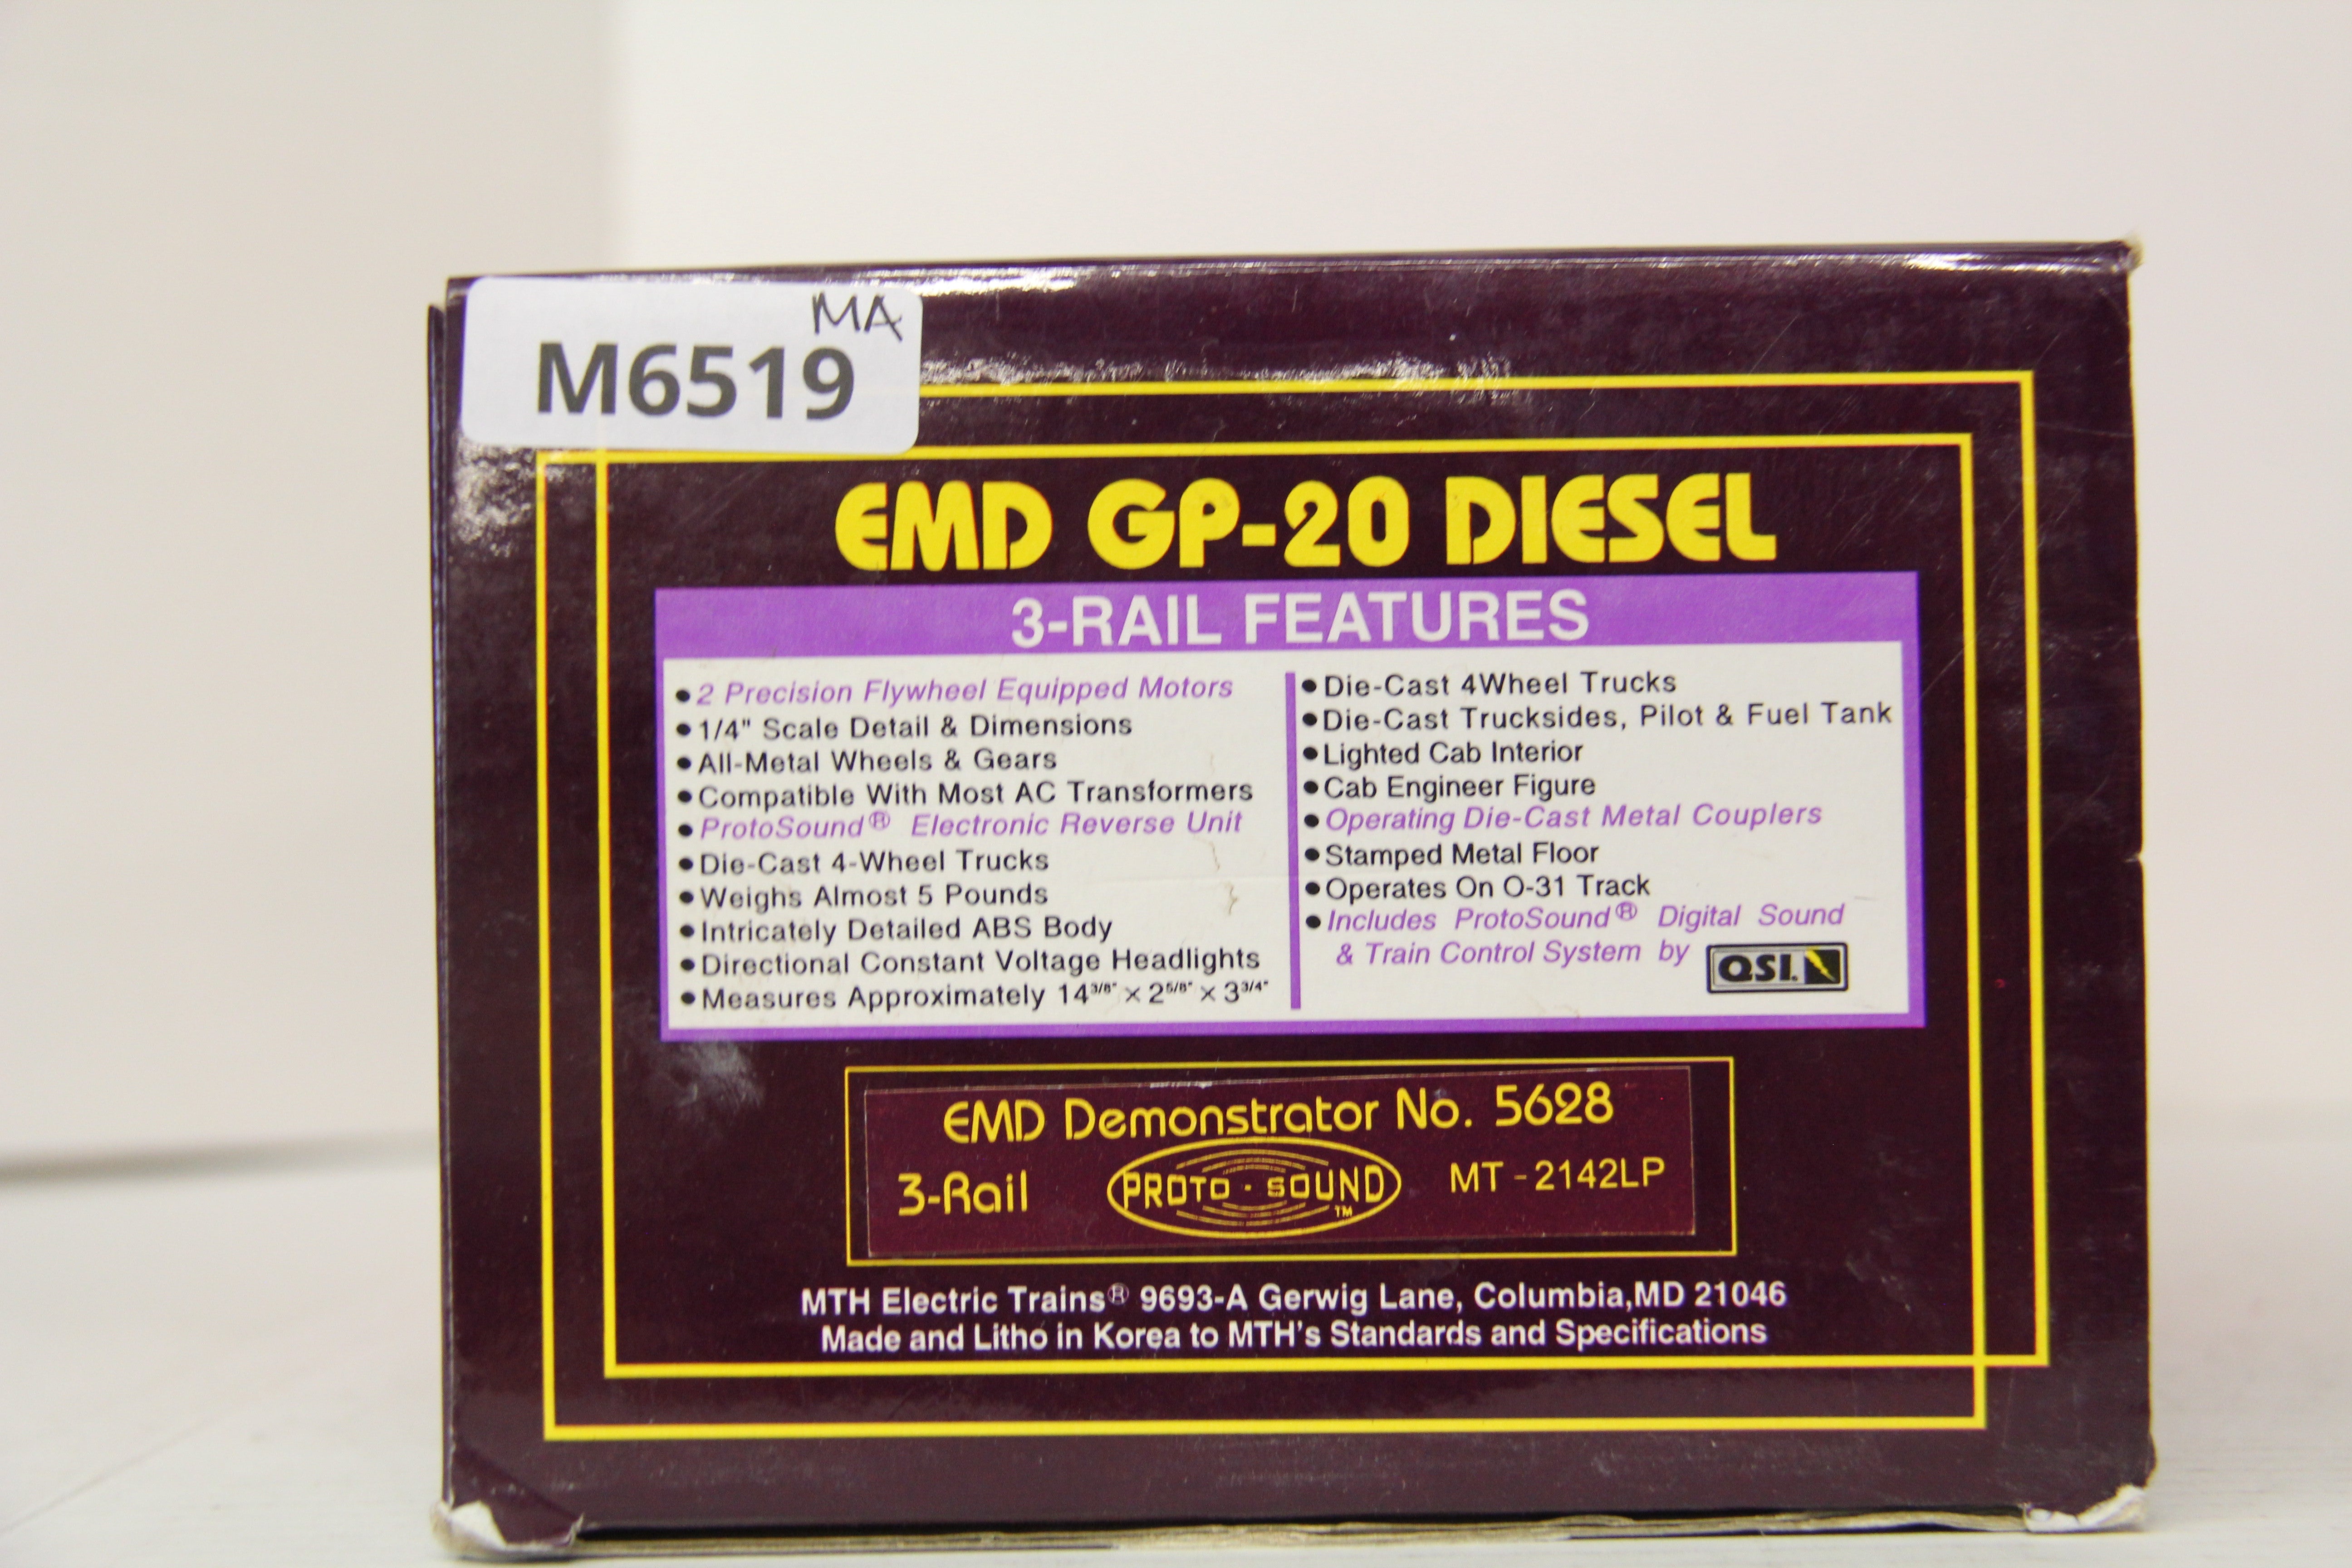 MA
M6519
EMD GP-20 DIESEL
3-RAIL FEATURES
• 2 Precision Flywheel Equipped Motors
• 1/4" Scale Detail & Dimensions
• All-Metal Wheels & Gears
• Compatible With Most AC Transformers
• ProtoSound® Electronic Reverse Unit
• Die-Cast 4-Wheel Trucks
• Weighs Almost 5 Pounds
• Intricately Detailed ABS Body
• Directional Constant Voltage Headlights
• Measures Approximately 14 3/8" x 2 5/8" x 3 3/4"
• Die-Cast 4Wheel Trucks
• Die-Cast Trucksides, Pilot & Fuel Tank
• Lighted Cab Interior
• Cab Engineer Figure
• Operating Die-Cast Metal Couplers
• Stamped Metal Floor
• Operates On O-31 Track
• Includes ProtoSound® Digital Sound
& Train Control System by QSI.
EMD Demonstrator No. 5628
3-Rail PROTO·SOUND™ MT-2142LP
MTH Electric Trains® 9693-A Gerwig Lane, Columbia,MD 21046
Made and Litho in Korea to MTH's Standards and Specifications